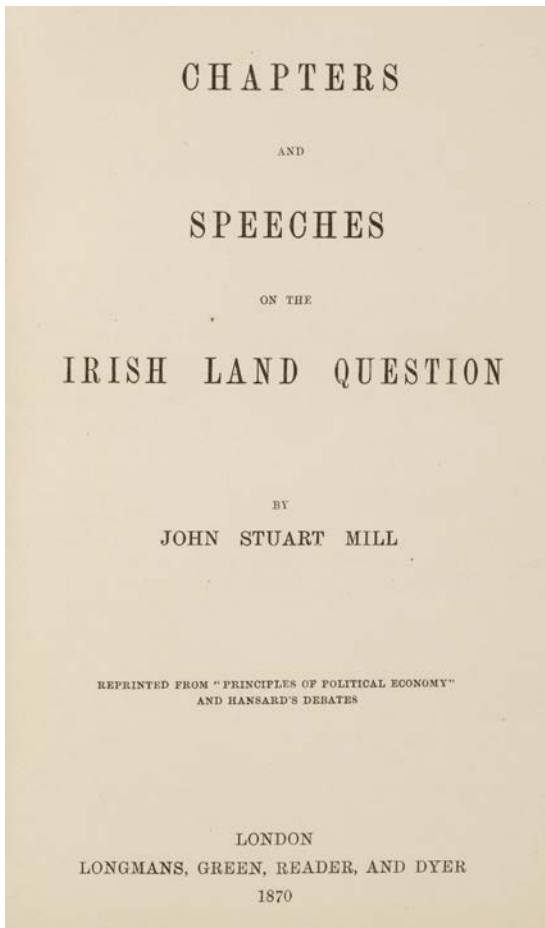 CHAPTERS
AND
SPEECHES
ON THE
IRISH LAND QUESTION
BY
JOHN STUART MILL
REPRINTED FROM "PRINCIPLES OF POLITICAL ECONOMY"
AND HANSARD'S DEBATES
LONDON
LONGMANS, GREEN, READER, AND DYER
1870